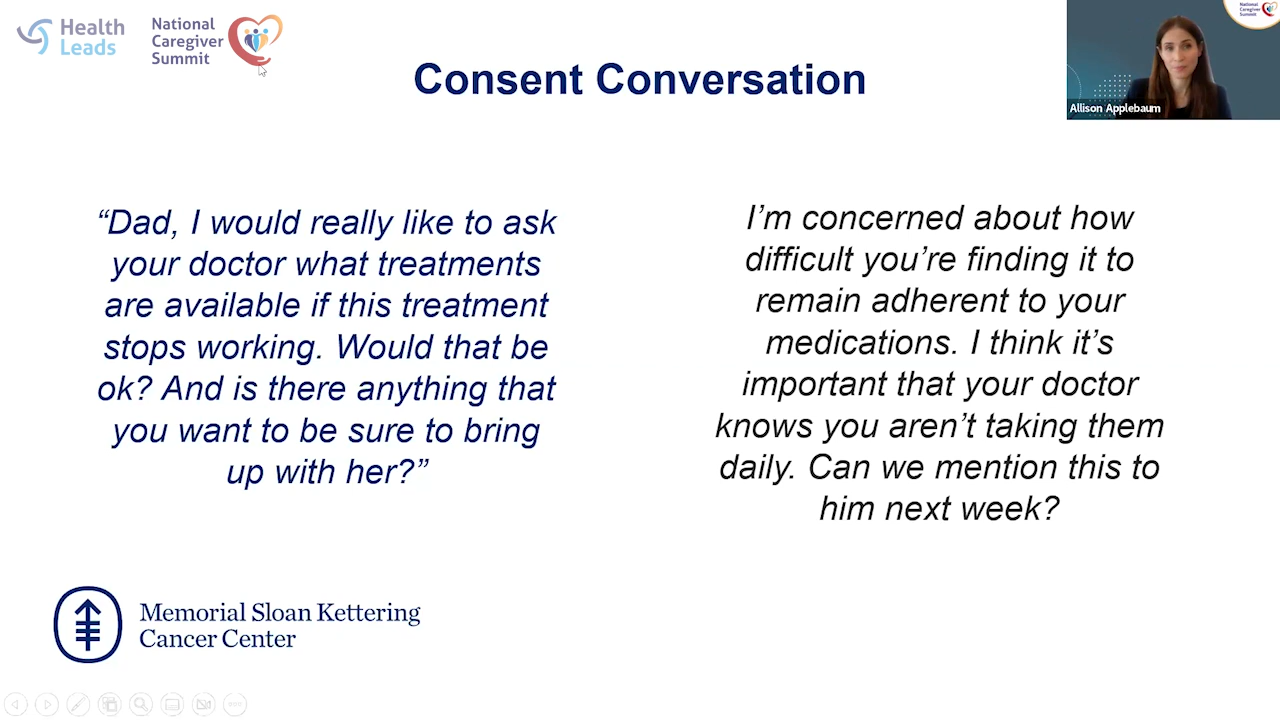 Health
Leads
National
Caregiver
Summit
Consent Conversation
Allison Applebaum
“Dad, I would really like to ask
your doctor what treatments
are available if this treatment
stops working. Would that be
ok? And is there anything that
you want to be sure to bring
up with her?”
I’m concerned about how
difficult you’re finding it to
remain adherent to your
medications. I think it’s
important that your doctor
knows you aren’t taking them
daily. Can we mention this to
him next week?
Memorial Sloan Kettering
Cancer Center
National
Caregiver
Summit